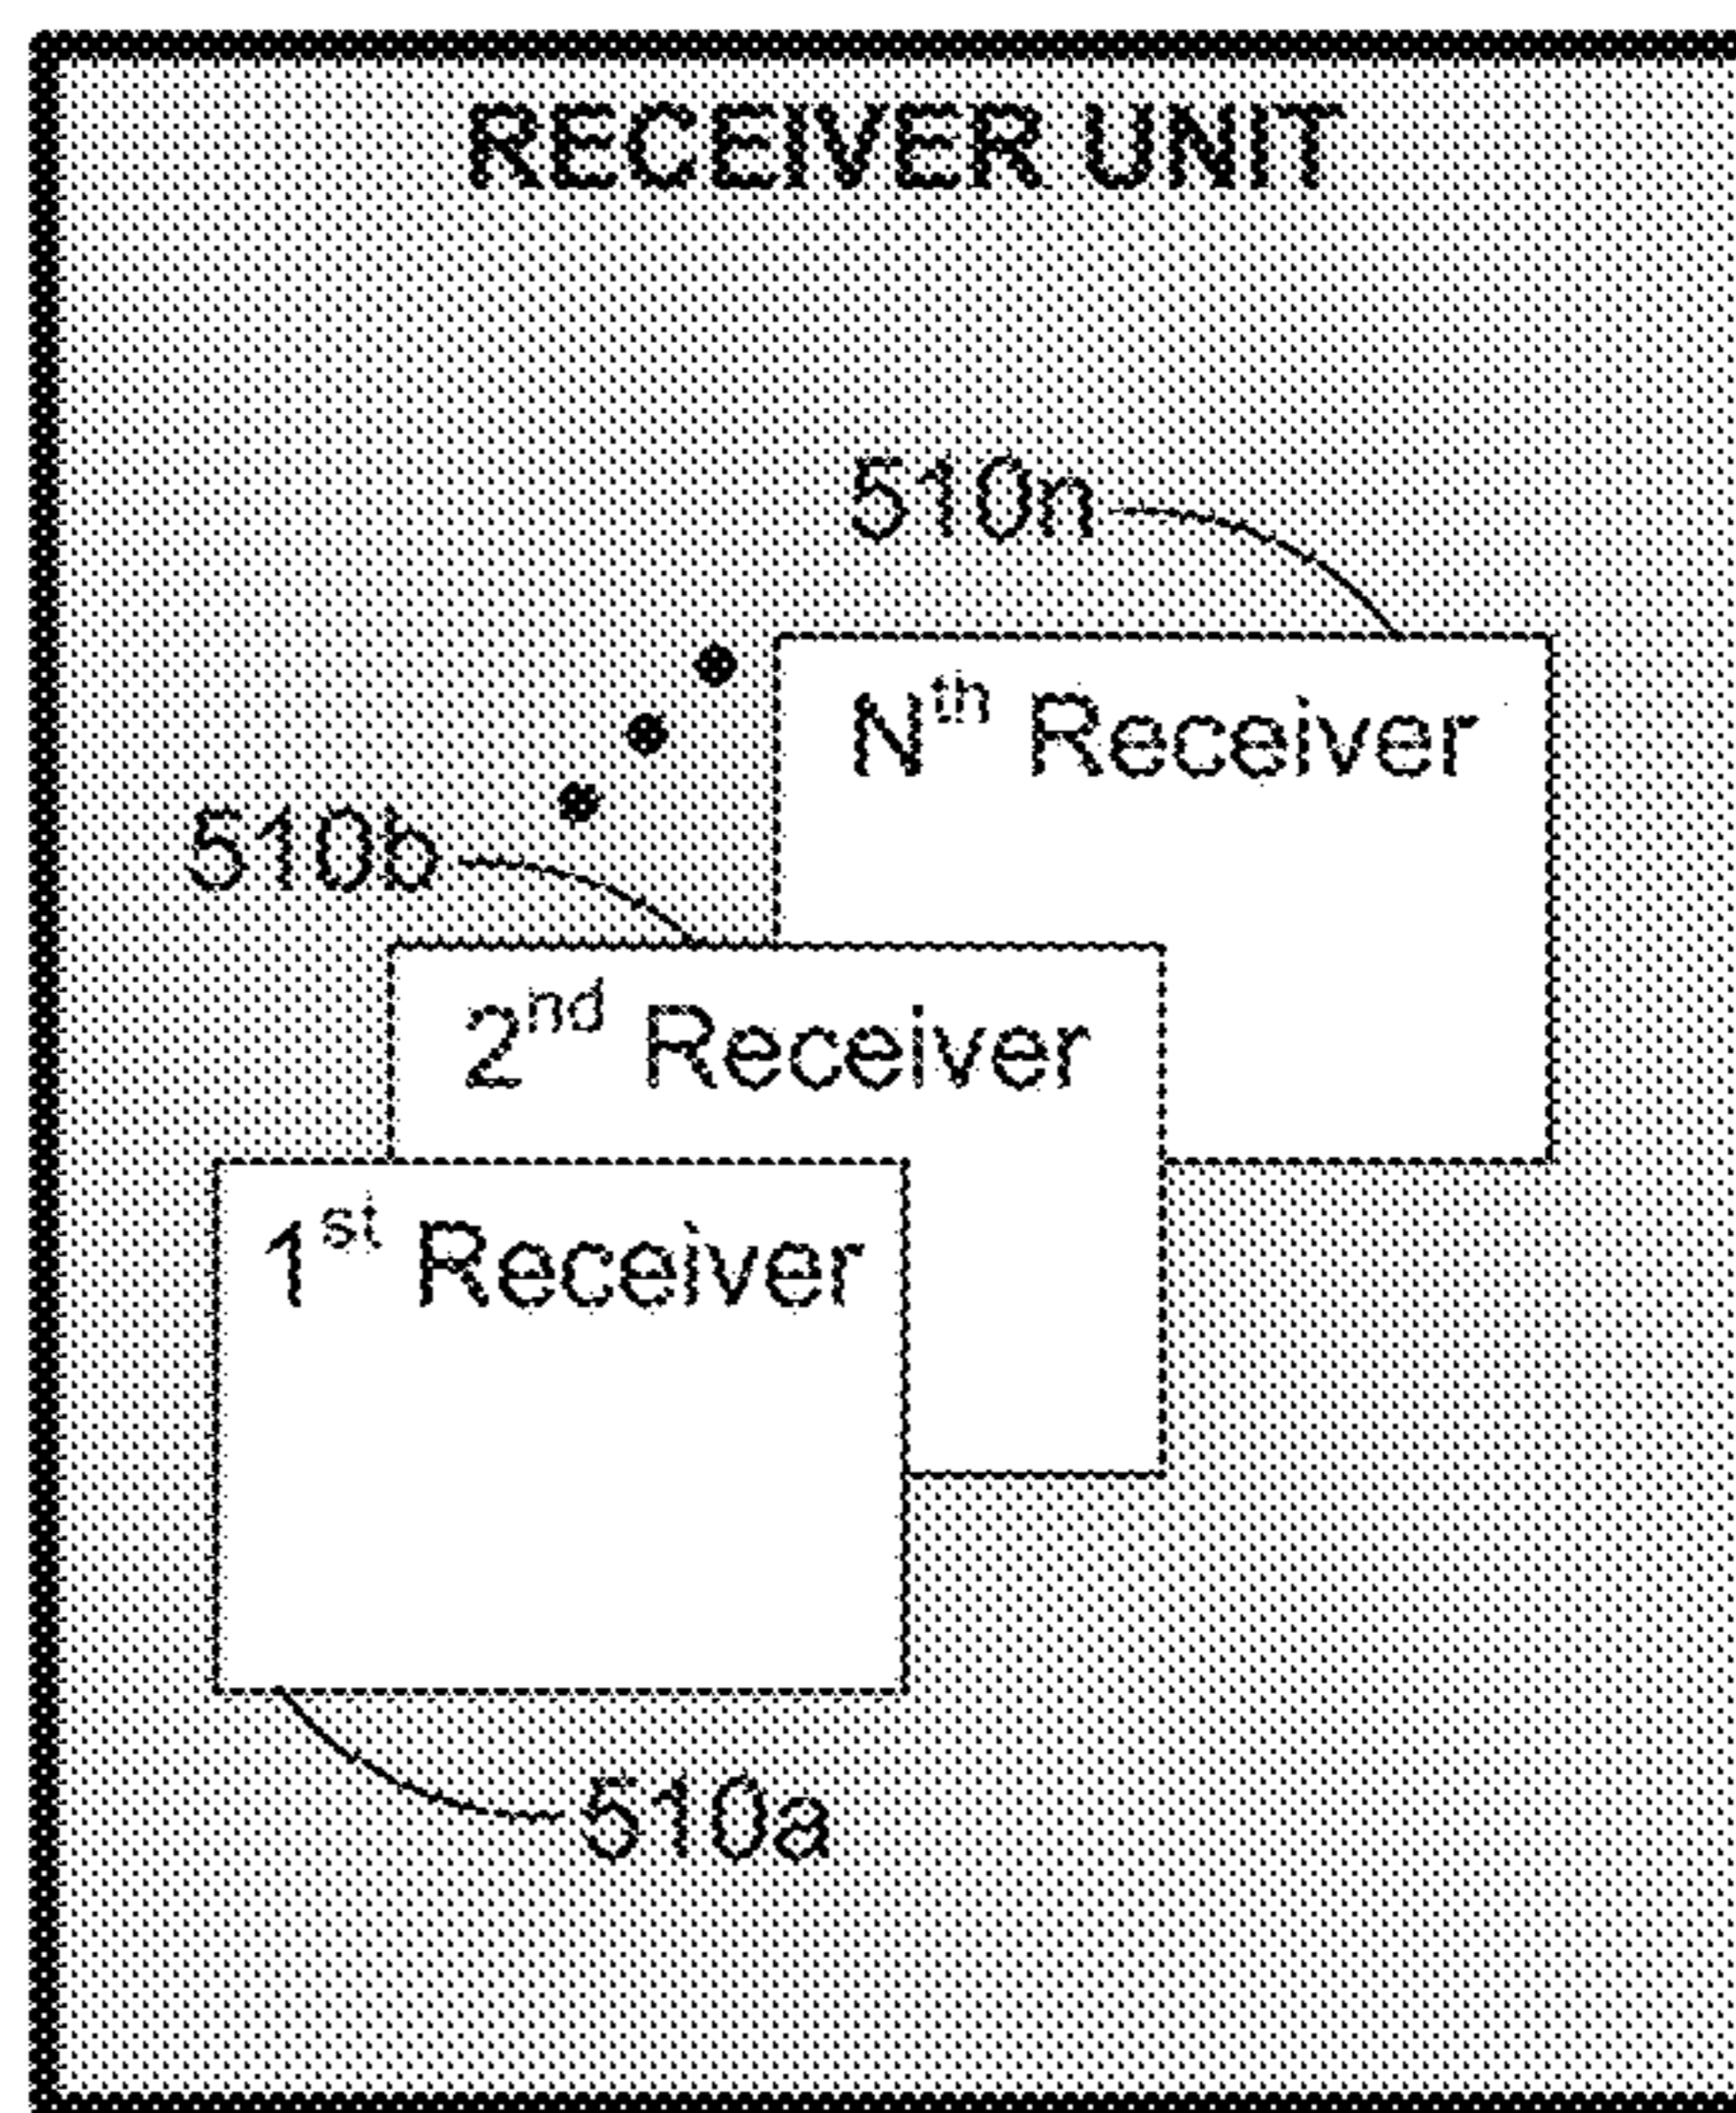 RECEIVER UNIT
510n
Nth Receiver
510b
2nd Receiver
1st Receiver
510a